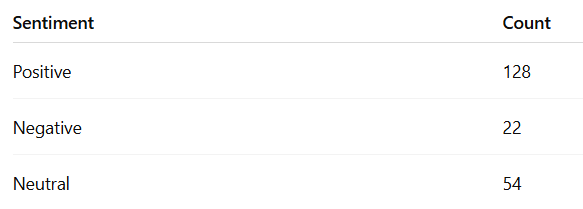 Sentiment Count
Positive 128
Negative 22
Neutral 54